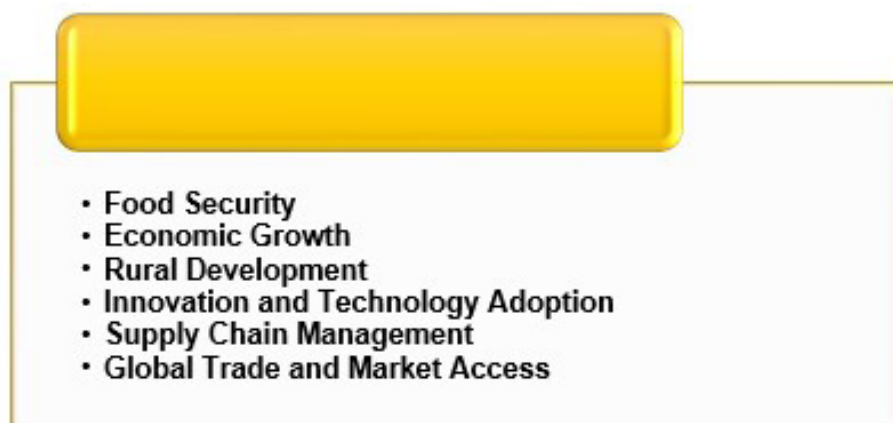 • Food Security
• Economic Growth
• Rural Development
• Innovation and Technology Adoption
• Supply Chain Management
• Global Trade and Market Access